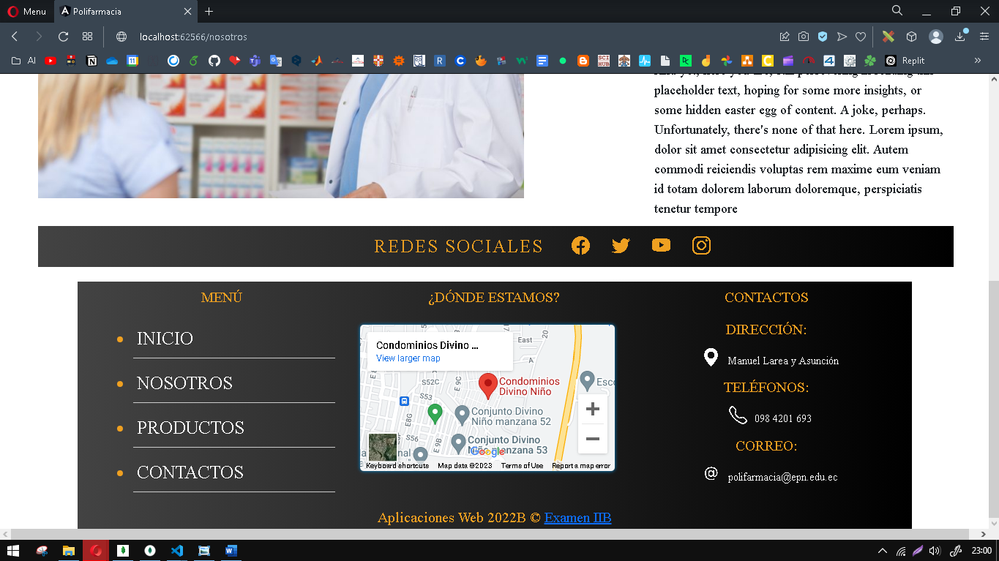 Menu
Polifarmacia
localhost:62566/nosotros
AI
Replit
placeholder text, hoping for some more insights, or
some hidden easter egg of content. A joke, perhaps.
Unfortunately, there's none of that here. Lorem ipsum,
dolor sit amet consectetur adipisicing elit. Autem
commodi reiciendis voluptas rem maxime eum veniam
id totam dolorem laborum doloremque, perspiciatis
tenetur tempore
REDES SOCIALES
MENÚ
INICIO
NOSOTROS
PRODUCTOS
CONTACTOS
¿DÓNDE ESTAMOS?
Condominios Divino ...
View larger map
East
20
A
S52C
E 9C
Condominios
Divino Niño
Esco
S53
E8G
Conjunto Divino
Niño manzana 52
S56
E 9B
Conjunto Divino
Niño manzana 53
Google
Keyboard shortcuts
Map data ©2023
Terms of Use
Report a map error
CONTACTOS
DIRECCIÓN:
Manuel Larea y Asunción
TELÉFONOS:
098 4201 693
CORREO:
@ polifarmacia@epn.edu.ec
Aplicaciones Web 2022B © Examen IIB
23:00